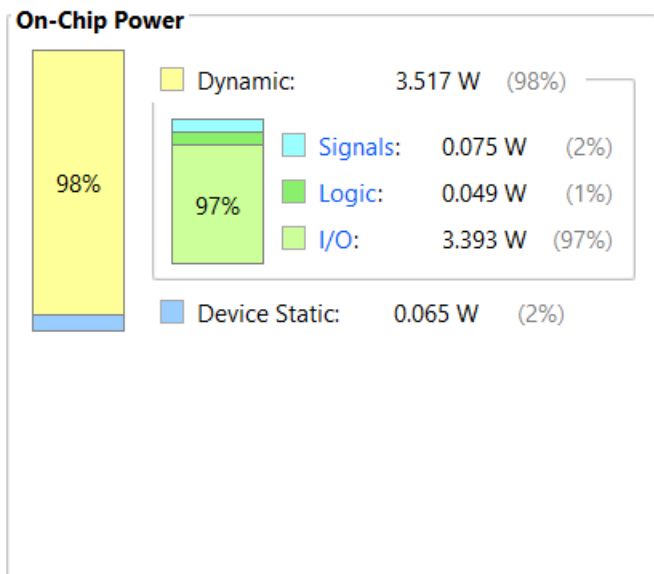 On-Chip Power
Dynamic: 3.517 W (98%)
98%
97%
Signals: 0.075 W (2%)
Logic: 0.049 W (1%)
I/O: 3.393 W (97%)
Device Static: 0.065 W (2%)